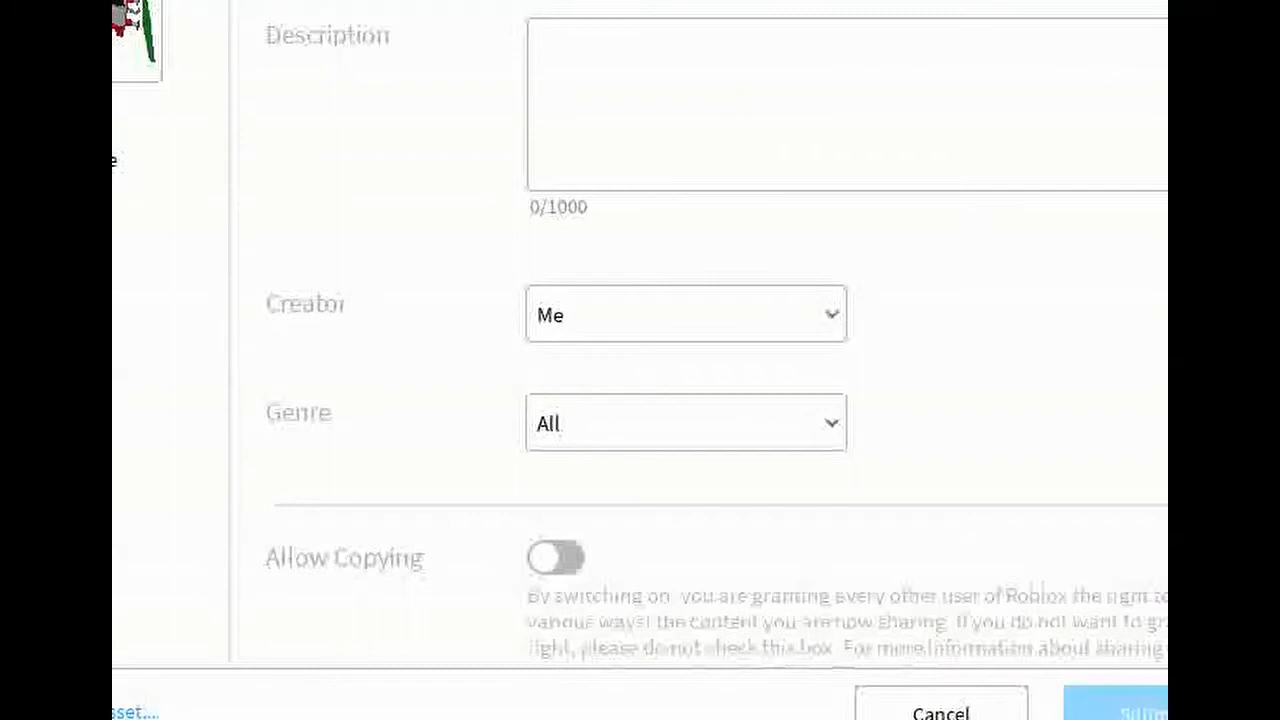 Description
0/1000
e
Creator
Me
Genre
All
Allow Copying
By switching on, you are granting every other user of Roblox the right to
various ways) the content you are now sharing. If you do not want to
right, please do not check this box. For more information about sharing
sset....
Cancel